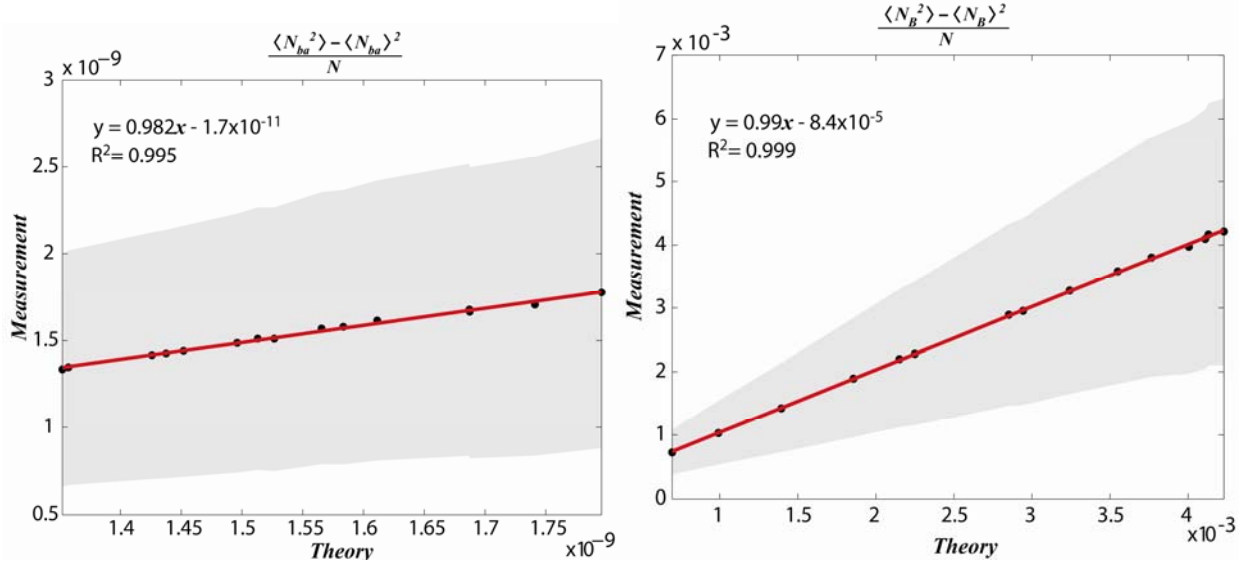 ⟨N_ba²⟩−⟨N_ba⟩²
N
x 10⁻⁹
3
2.5
2
1.5
1
0.5
y = 0.982x - 1.7x10⁻¹¹
R²= 0.995
Measurement
1.4
1.45
1.5
1.55
1.6
1.65
1.7
1.75
x10⁻⁹
Theory
⟨N_B²⟩−⟨N_B⟩²
N
x 10⁻³
7
6
5
4
3
2
1
0
y = 0.99x - 8.4x10⁻⁵
R²= 0.999
Measurement
1
1.5
2
2.5
3
3.5
4
x10⁻³
Theory